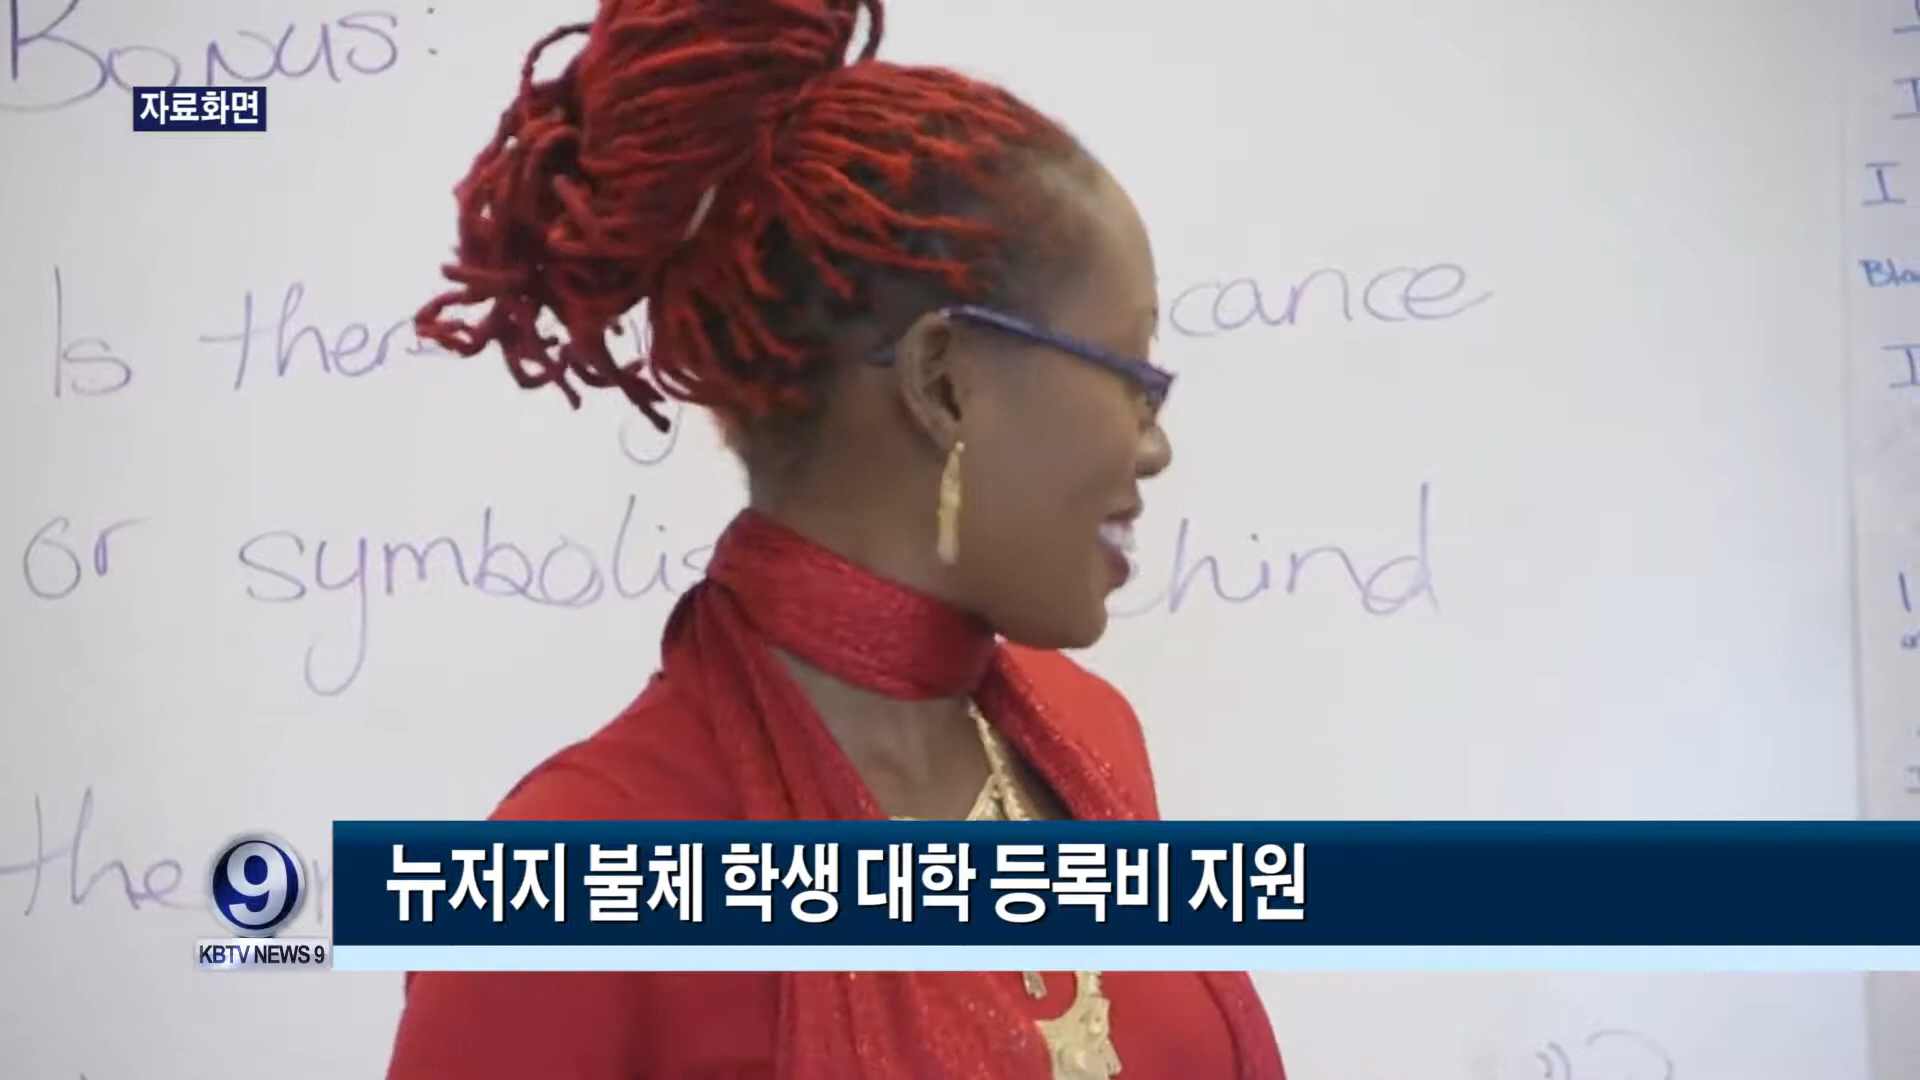 Bonus:
자료화면
I
I
Is there cance
I
or symbolis hind
the
9
뉴저지 불체 학생 대학 등록비 지원
KBTV NEWS 9